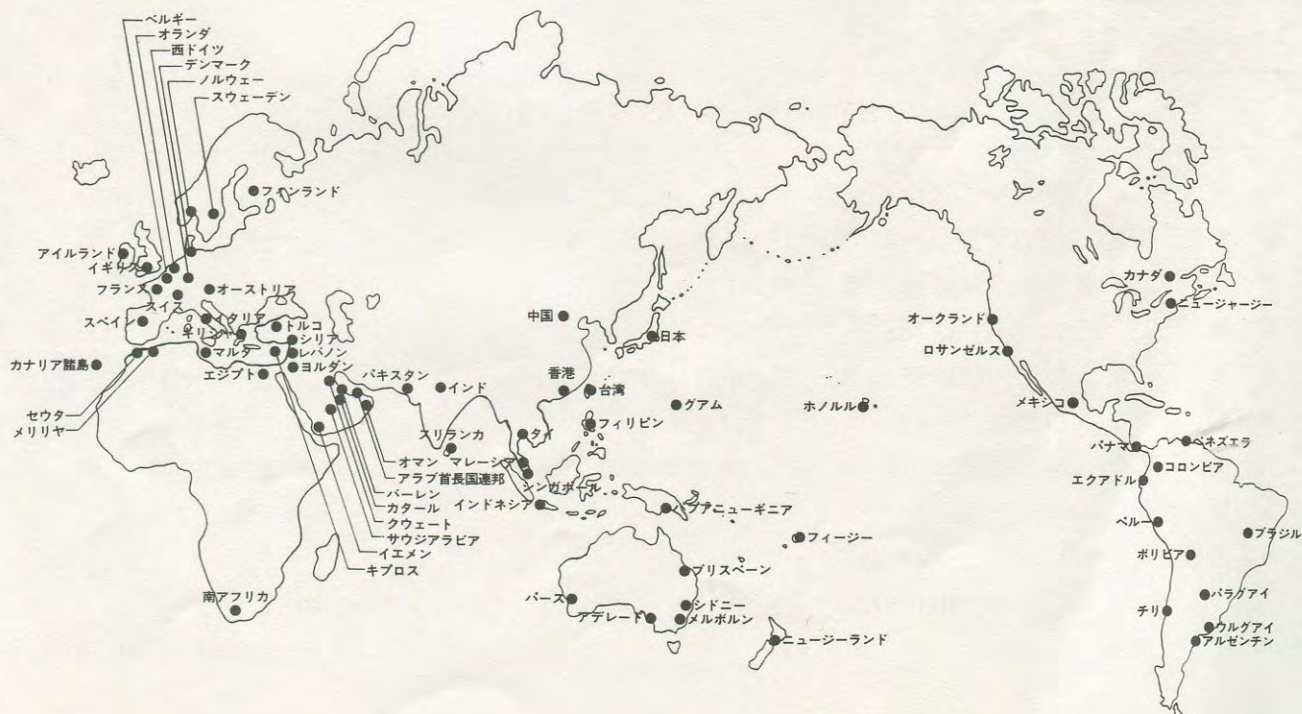 ベルギー
オランダ
西ドイツ
デンマーク
ノルウェー
スウェーデン
フィンランド
アイルランド
イギリス
フランス
オーストリア
スイス
スペイン
イタリア
ギリシャ
トルコ
シリア
レバノン
ヨルダン
マルタ
エジプト
カナリア諸島
セウタ
メリリヤ
パキスタン
インド
スリランカ
オマン
アラブ首長国連邦
バーレン
カタール
クウェート
サウジアラビア
イエメン
キプロス
南アフリカ
中国
日本
香港
台湾
フィリピン
タイ
マレーシア
シンガポール
インドネシア
グアム
パプアニューギニア
ホノルル
フィージー
ブリスベーン
パース
アデレード
シドニー
メルボルン
ニュージーランド
カナダ
ニュージャージー
オークランド
ロサンゼルス
メキシコ
パナマ
ベネズエラ
コロンビア
エクアドル
ペルー
ブラジル
ボリビア
パラグアイ
チリ
ウルグアイ
アルゼンチン